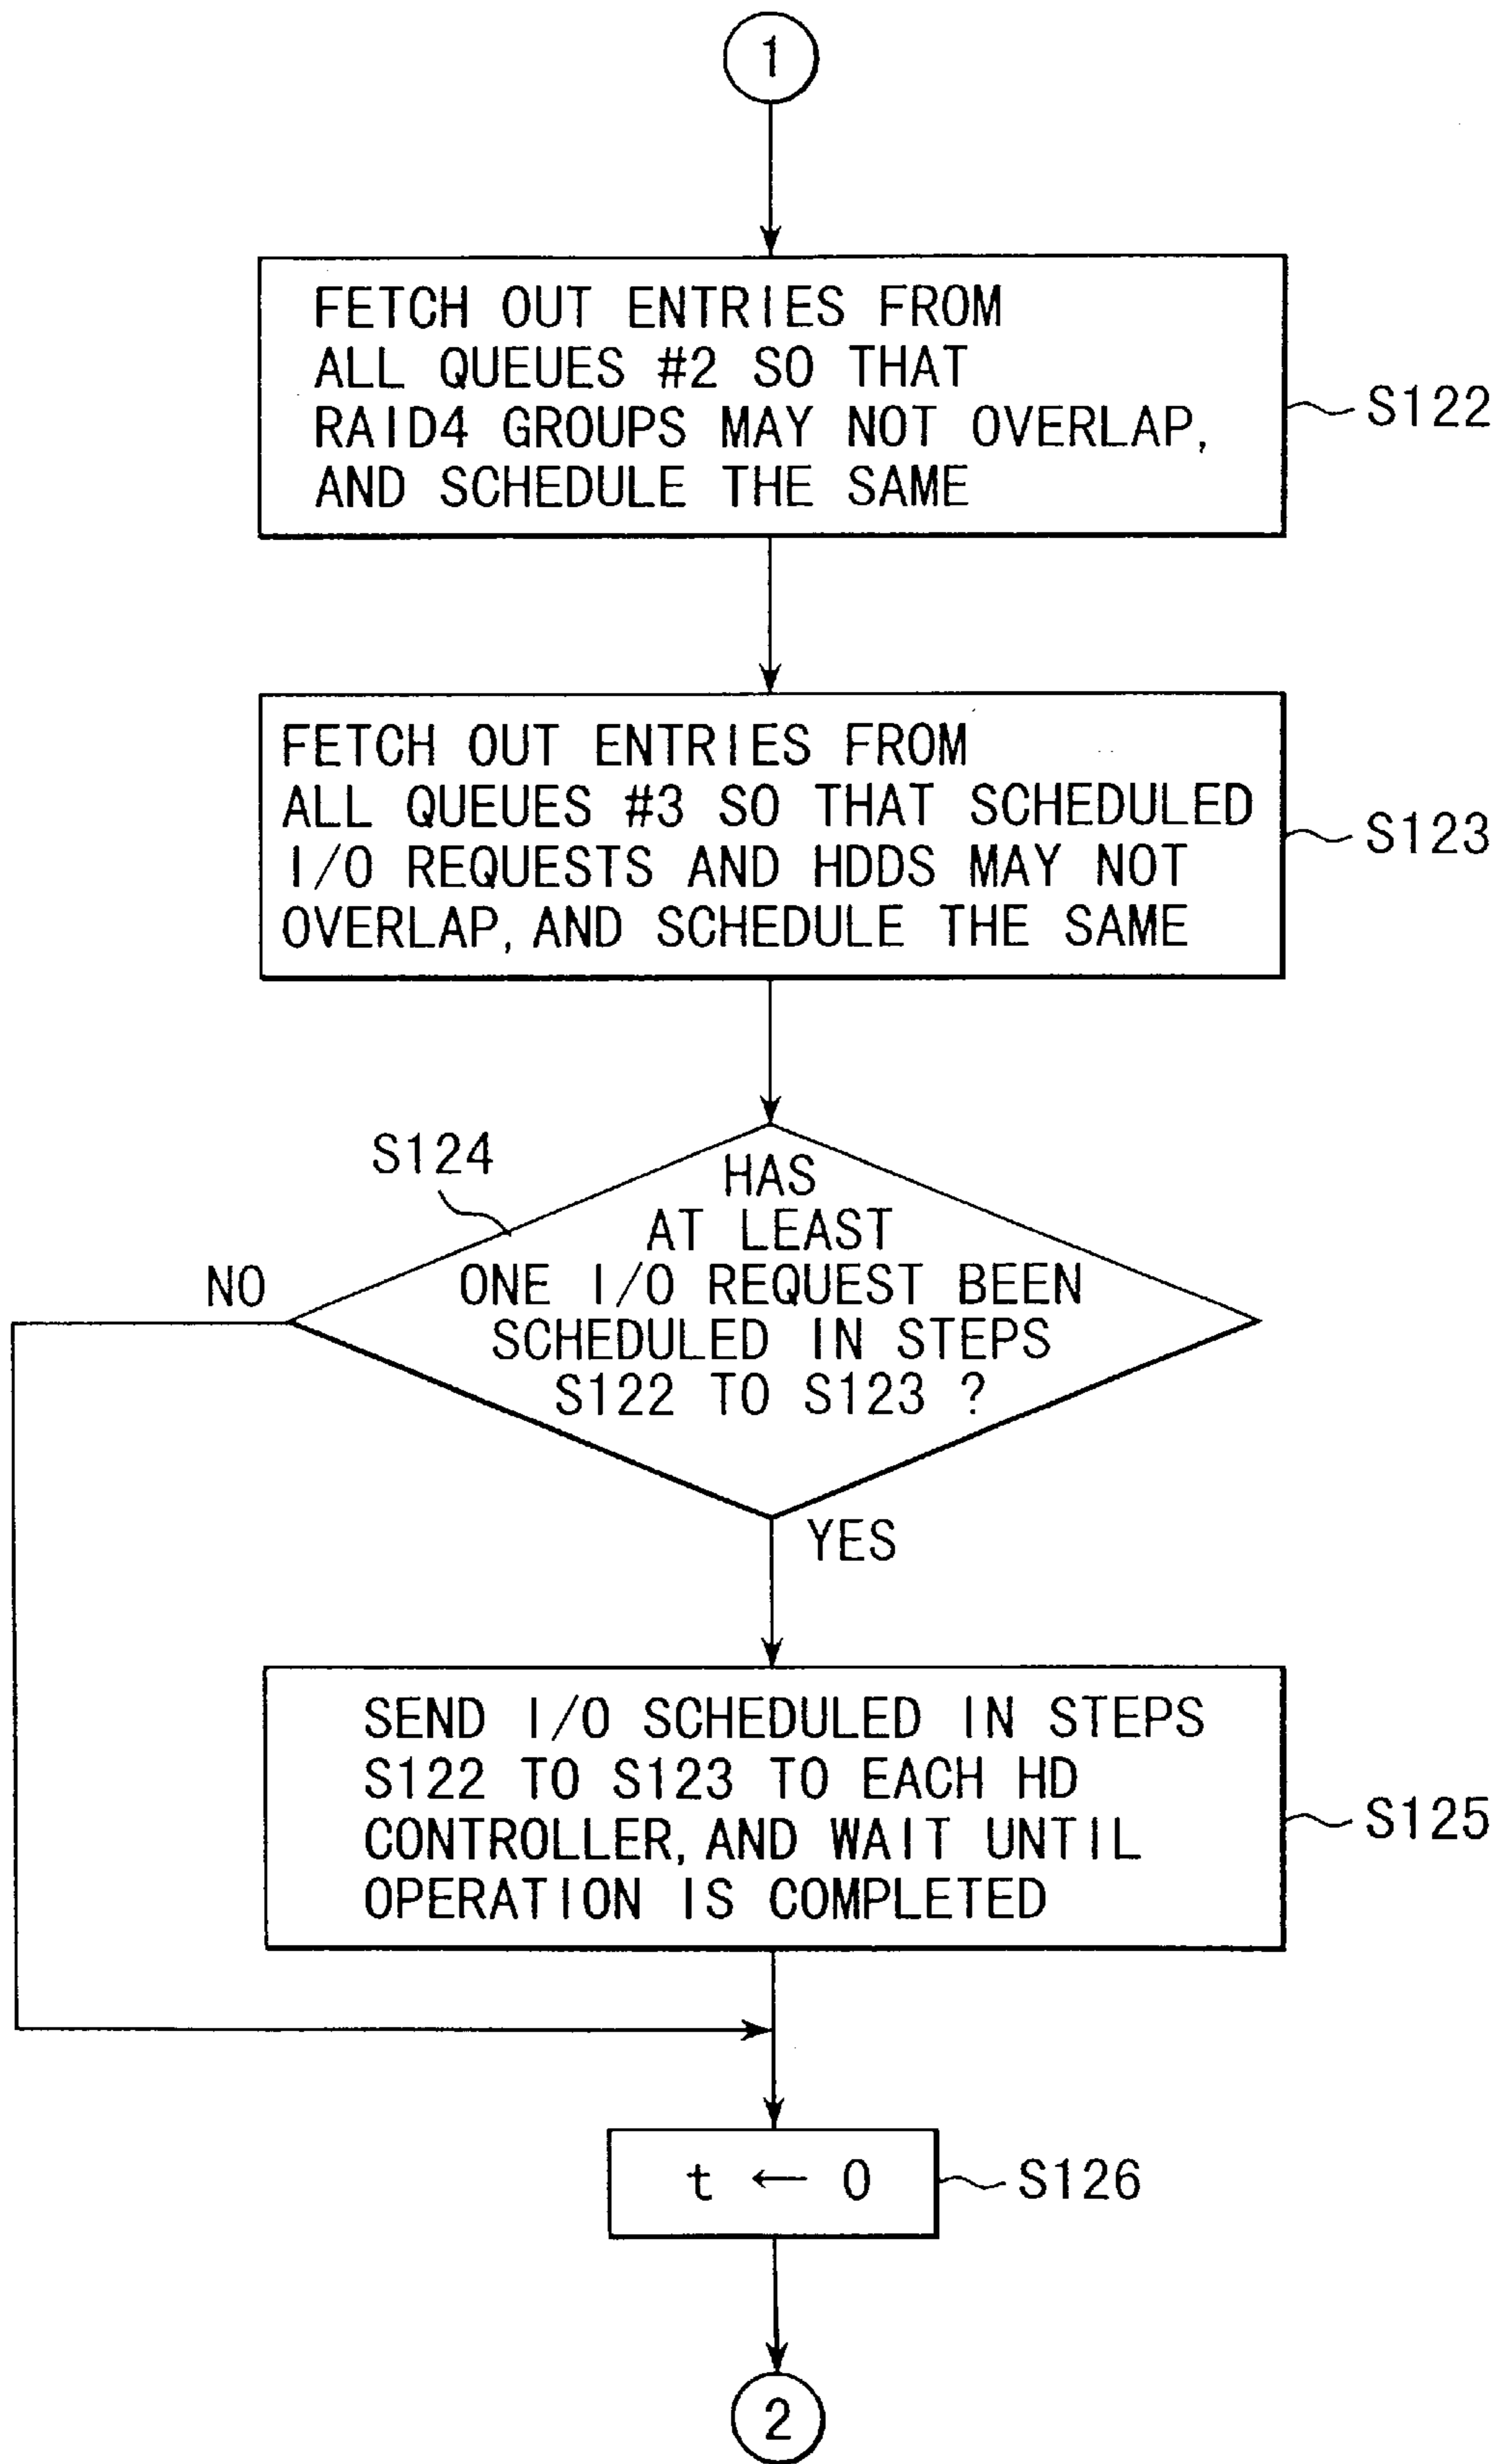 1
FETCH OUT ENTRIES FROM
ALL QUEUES #2 SO THAT
RAID4 GROUPS MAY NOT OVERLAP,
AND SCHEDULE THE SAME
S122
FETCH OUT ENTRIES FROM
ALL QUEUES #3 SO THAT SCHEDULED
I/O REQUESTS AND HDDS MAY NOT
OVERLAP, AND SCHEDULE THE SAME
S123
S124
HAS
AT LEAST
ONE I/O REQUEST BEEN
SCHEDULED IN STEPS
S122 TO S123 ?
NO
YES
SEND I/O SCHEDULED IN STEPS
S122 TO S123 TO EACH HD
CONTROLLER, AND WAIT UNTIL
OPERATION IS COMPLETED
S125
t ← 0
S126
2